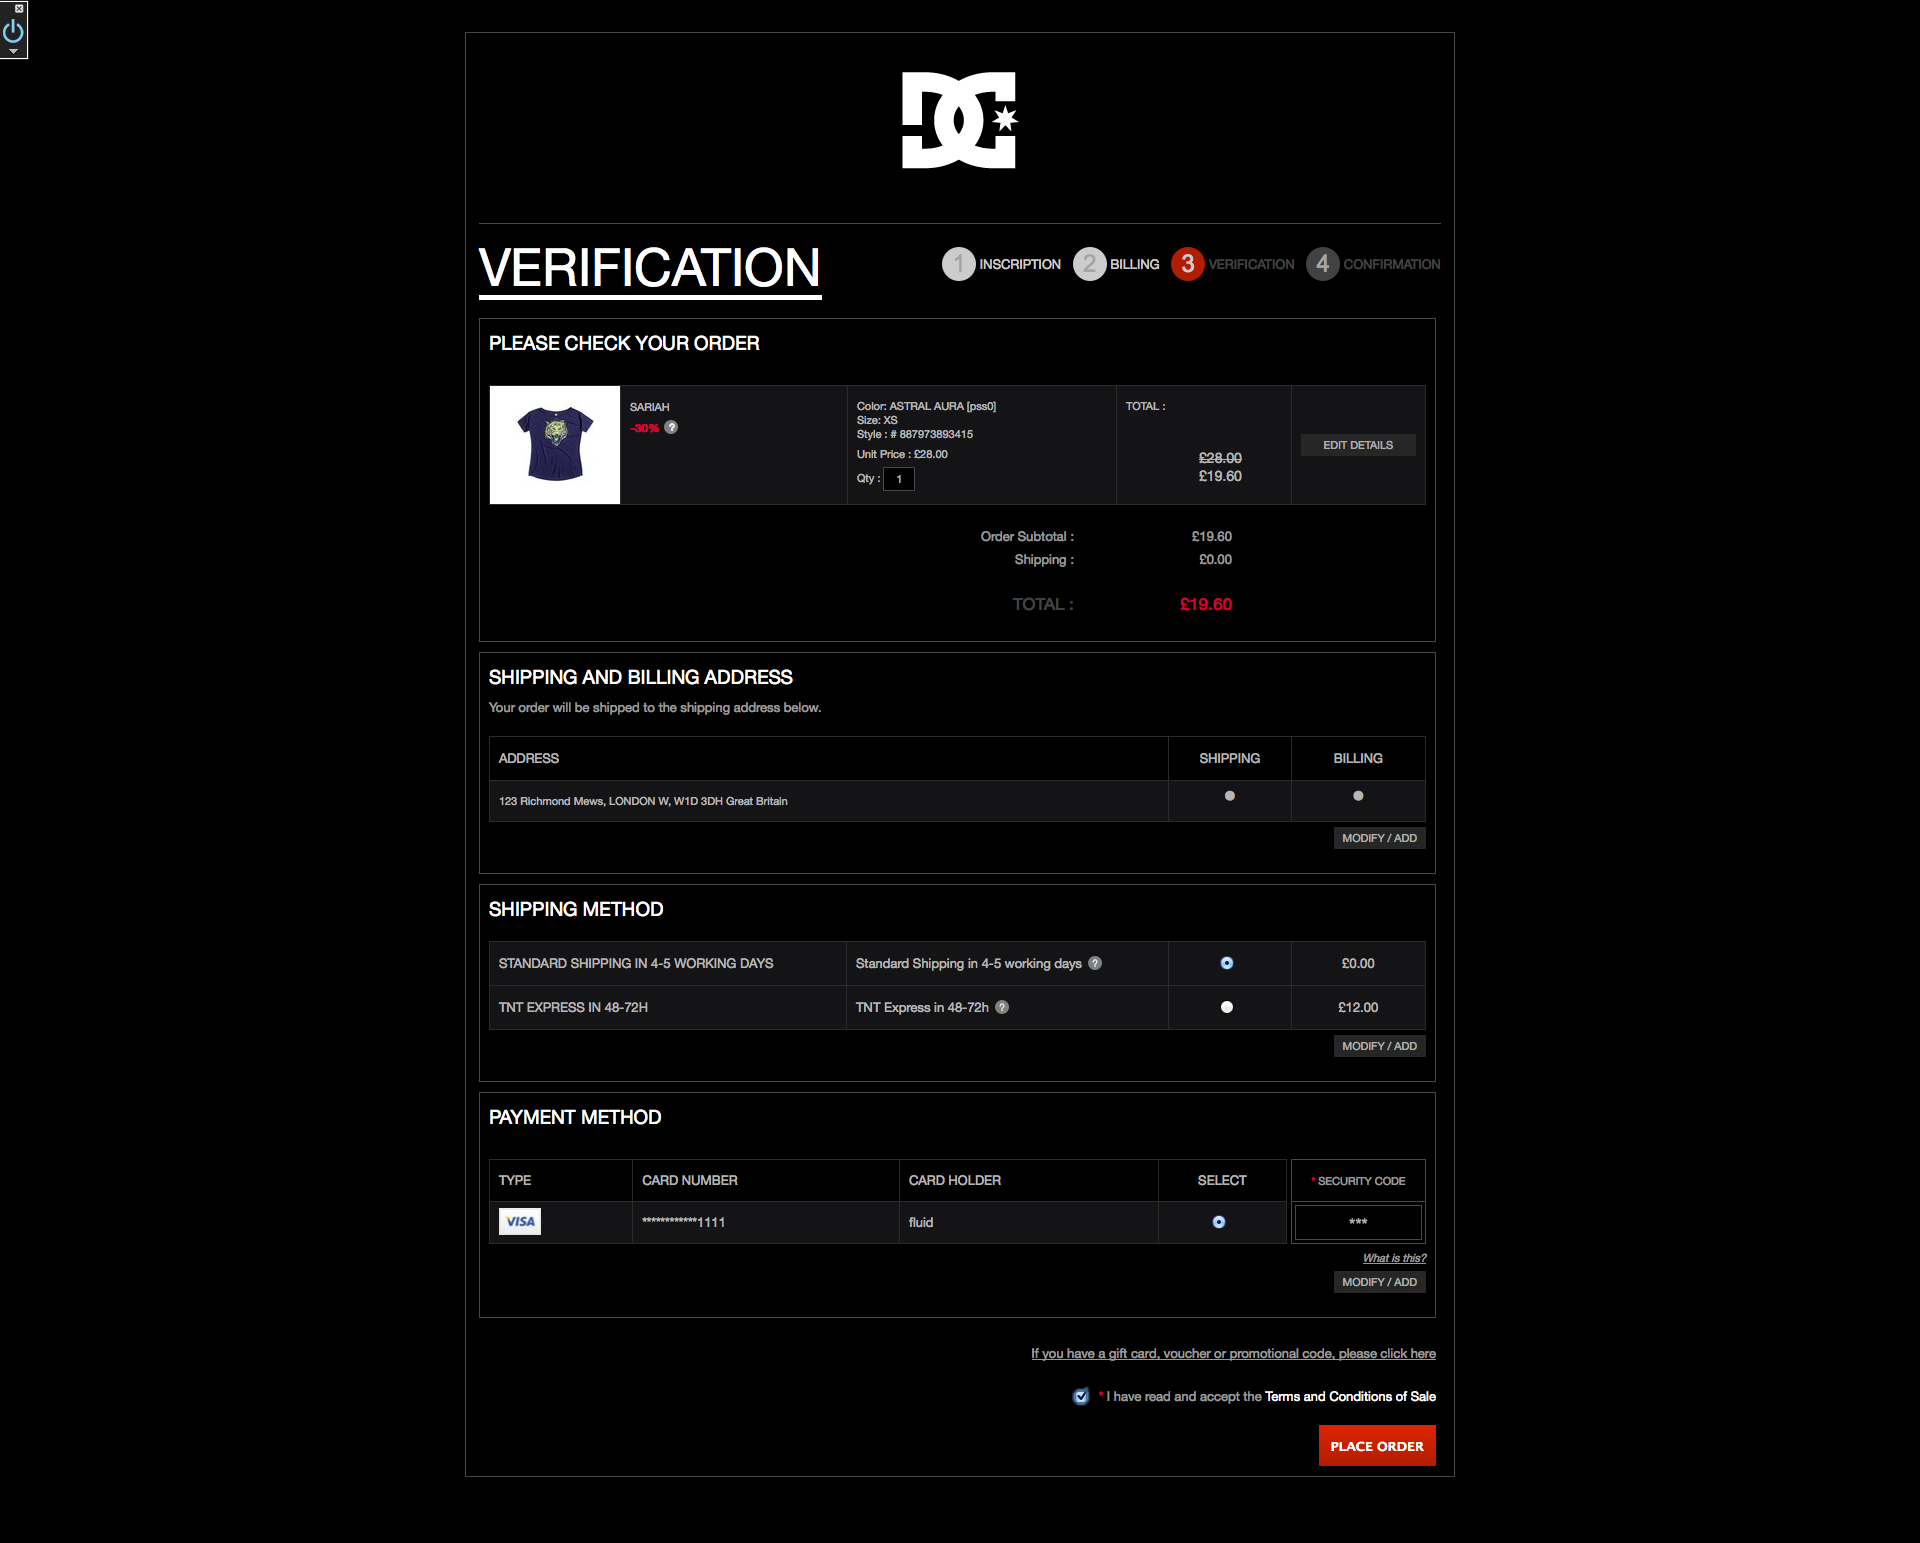 DC
VERIFICATION
1 INSCRIPTION 2 BILLING 3 VERIFICATION 4 CONFIRMATION
PLEASE CHECK YOUR ORDER
SARIAH
-30% ?
Color: ASTRAL AURA [pss0]
Size: XS
Style : # 887973893415
Unit Price : £28.00
Qty : 1
TOTAL :
£28.00
£19.60
EDIT DETAILS
Order Subtotal : £19.60
Shipping : £0.00
TOTAL : £19.60
SHIPPING AND BILLING ADDRESS
Your order will be shipped to the shipping address below.
ADDRESS SHIPPING BILLING
123 Richmond Mews, LONDON W, W1D 3DH Great Britain
MODIFY / ADD
SHIPPING METHOD
STANDARD SHIPPING IN 4-5 WORKING DAYS Standard Shipping in 4-5 working days ? £0.00
TNT EXPRESS IN 48-72H TNT Express in 48-72h ? £12.00
MODIFY / ADD
PAYMENT METHOD
TYPE CARD NUMBER CARD HOLDER SELECT * SECURITY CODE
VISA ************1111 fluid ***
What is this?
MODIFY / ADD
If you have a gift card, voucher or promotional code, please click here
* I have read and accept the Terms and Conditions of Sale
PLACE ORDER